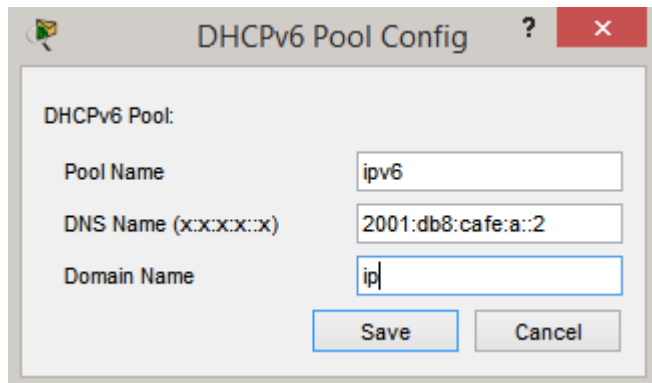 DHCPv6 Pool Config ? ×
DHCPv6 Pool:
Pool Name ipv6
DNS Name (x:x:x:x::x) 2001:db8:cafe:a::2
Domain Name ip
Save Cancel